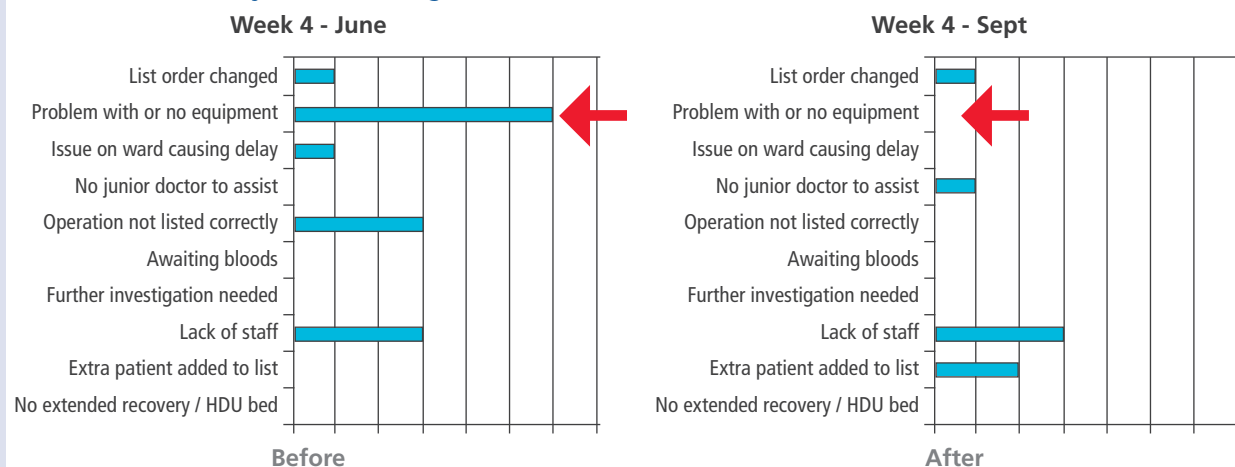 Week 4 - June
List order changed
Problem with or no equipment
Issue on ward causing delay
No junior doctor to assist
Operation not listed correctly
Awaiting bloods
Further investigation needed
Lack of staff
Extra patient added to list
No extended recovery / HDU bed
Before
Week 4 - Sept
List order changed
Problem with or no equipment
Issue on ward causing delay
No junior doctor to assist
Operation not listed correctly
Awaiting bloods
Further investigation needed
Lack of staff
Extra patient added to list
No extended recovery / HDU bed
After